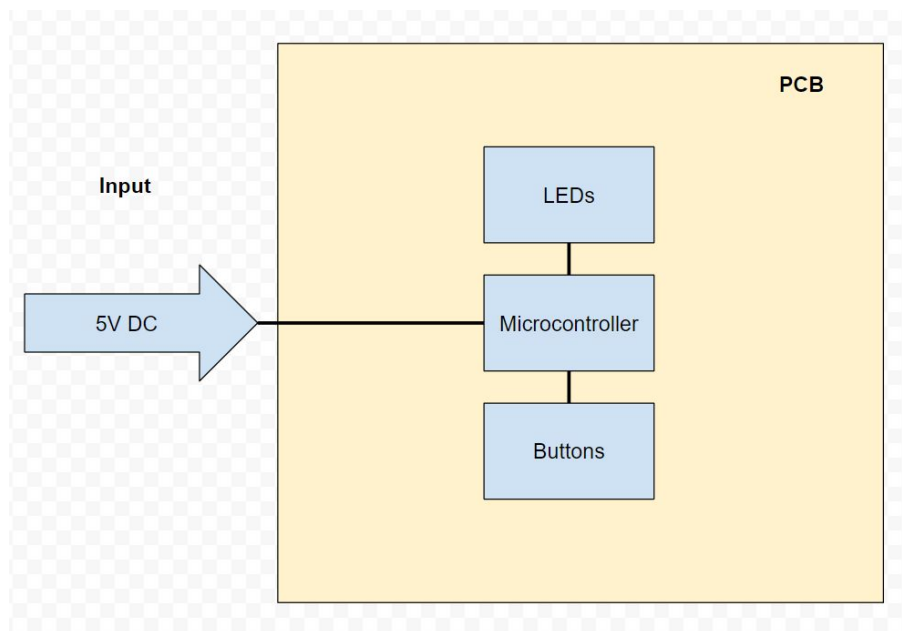 PCB
Input
LEDs
5V DC
Microcontroller
Buttons